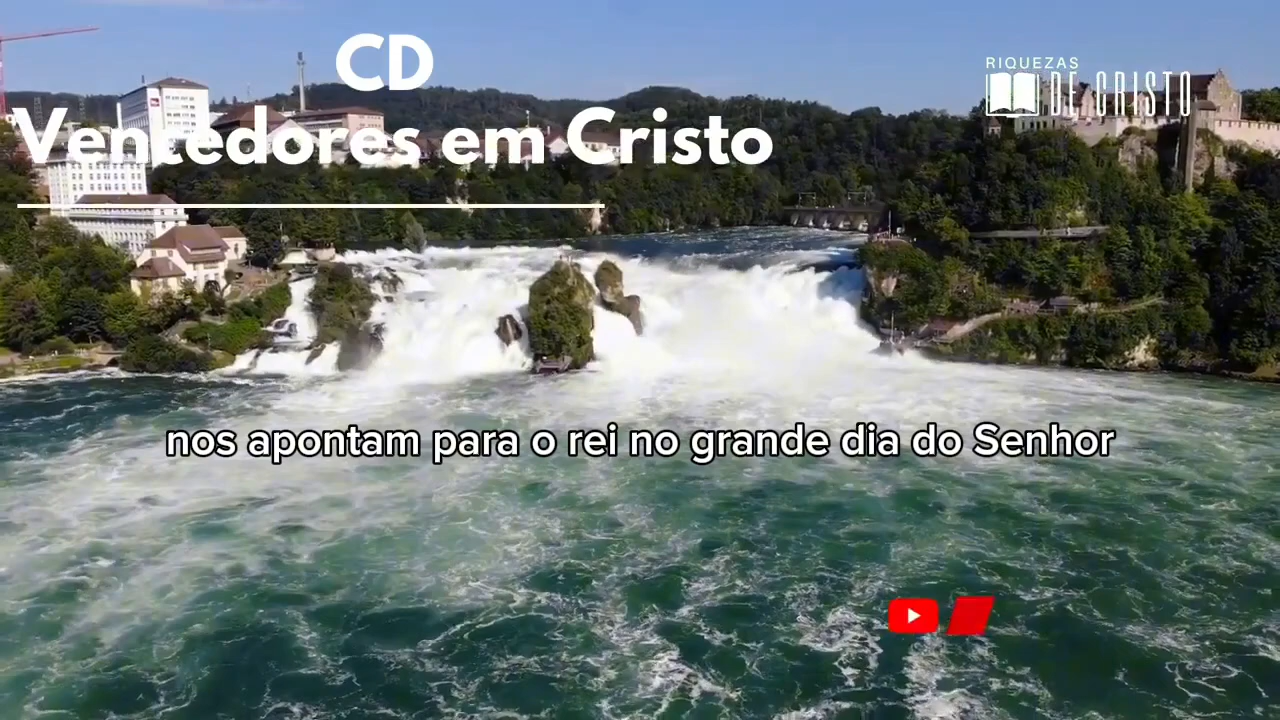 CD
Vencedores em Cristo
RIQUEZAS
DE CRISTO
nos apontam para o rei no grande dia do Senhor